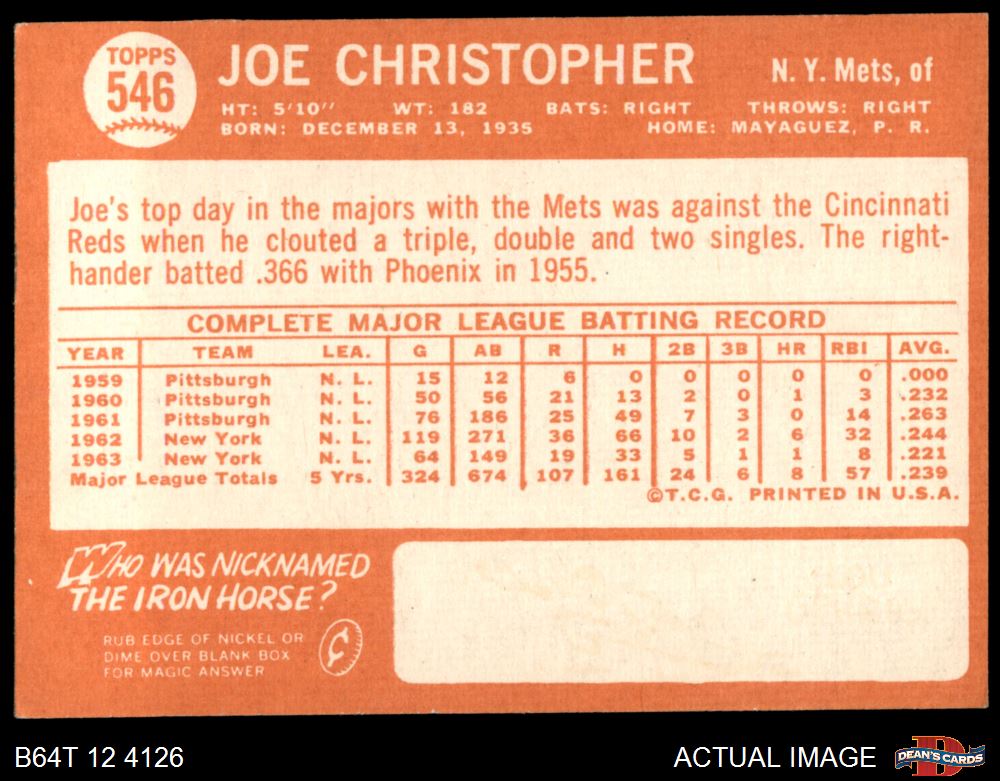 TOPPS
546
JOE CHRISTOPHER
N. Y. Mets, of
HT: 5'10" WT: 182 BATS: RIGHT THROWS: RIGHT
BORN: DECEMBER 13, 1935 HOME: MAYAGUEZ, P. R.
Joe's top day in the majors with the Mets was against the Cincinnati
Reds when he clouted a triple, double and two singles. The right-
hander batted .366 with Phoenix in 1955.
COMPLETE MAJOR LEAGUE BATTING RECORD
YEAR TEAM LEA. G AB R H 2B 3B HR RBI AVG.
1959 Pittsburgh N. L. 15 12 6 0 0 0 0 0 .000
1960 Pittsburgh N. L. 50 56 21 13 2 0 1 3 .232
1961 Pittsburgh N. L. 76 186 25 49 7 3 0 14 .263
1962 New York N. L. 119 271 36 66 10 2 6 32 .244
1963 New York N. L. 64 149 19 33 5 1 1 8 .221
Major League Totals 5 Yrs. 324 674 107 161 24 6 8 57 .239
©T.C.G. PRINTED IN U.S.A.
WHO WAS NICKNAMED
THE IRON HORSE?
RUB EDGE OF NICKEL OR
DIME OVER BLANK BOX
FOR MAGIC ANSWER
B64T 12 4126
ACTUAL IMAGE
DEAN'S CARDS